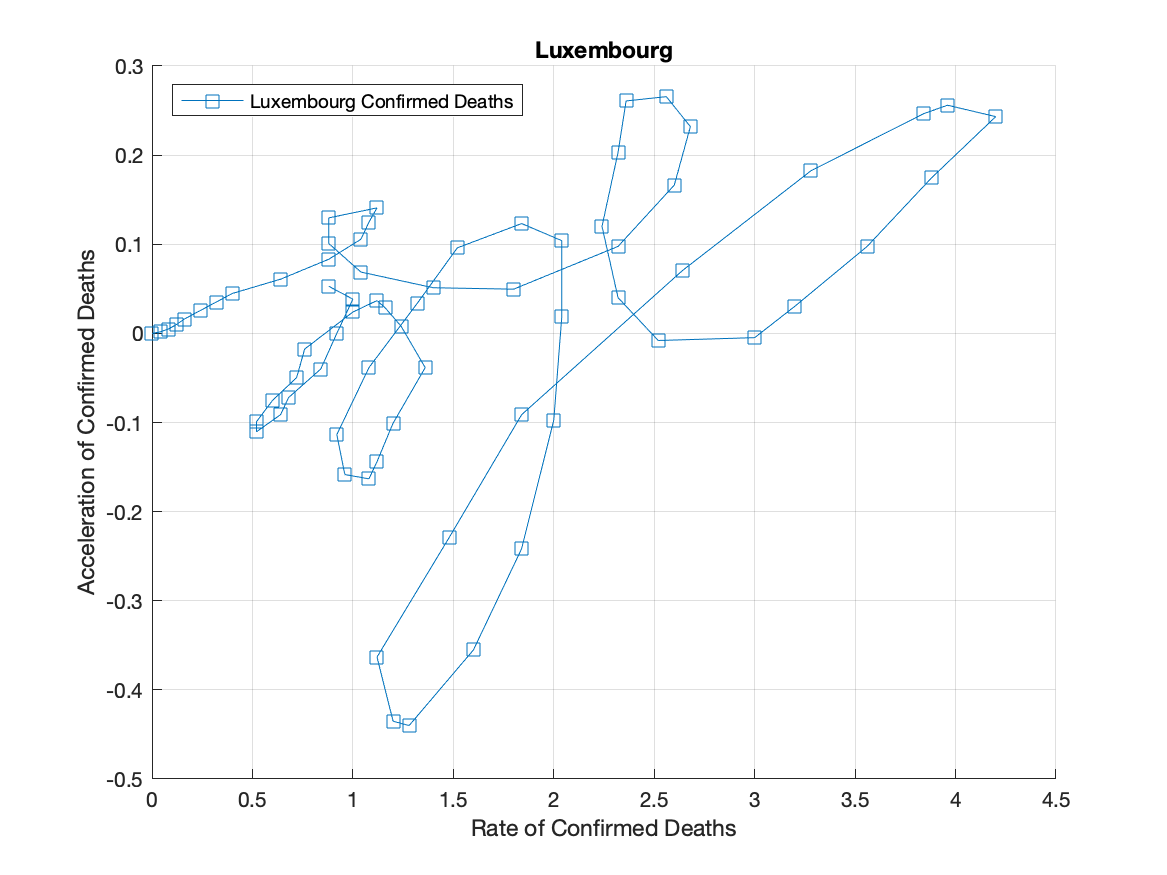 Luxembourg
Luxembourg Confirmed Deaths
Acceleration of Confirmed Deaths
0.3
0.2
0.1
0
-0.1
-0.2
-0.3
-0.4
-0.5
0 0.5 1 1.5 2 2.5 3 3.5 4 4.5
Rate of Confirmed Deaths